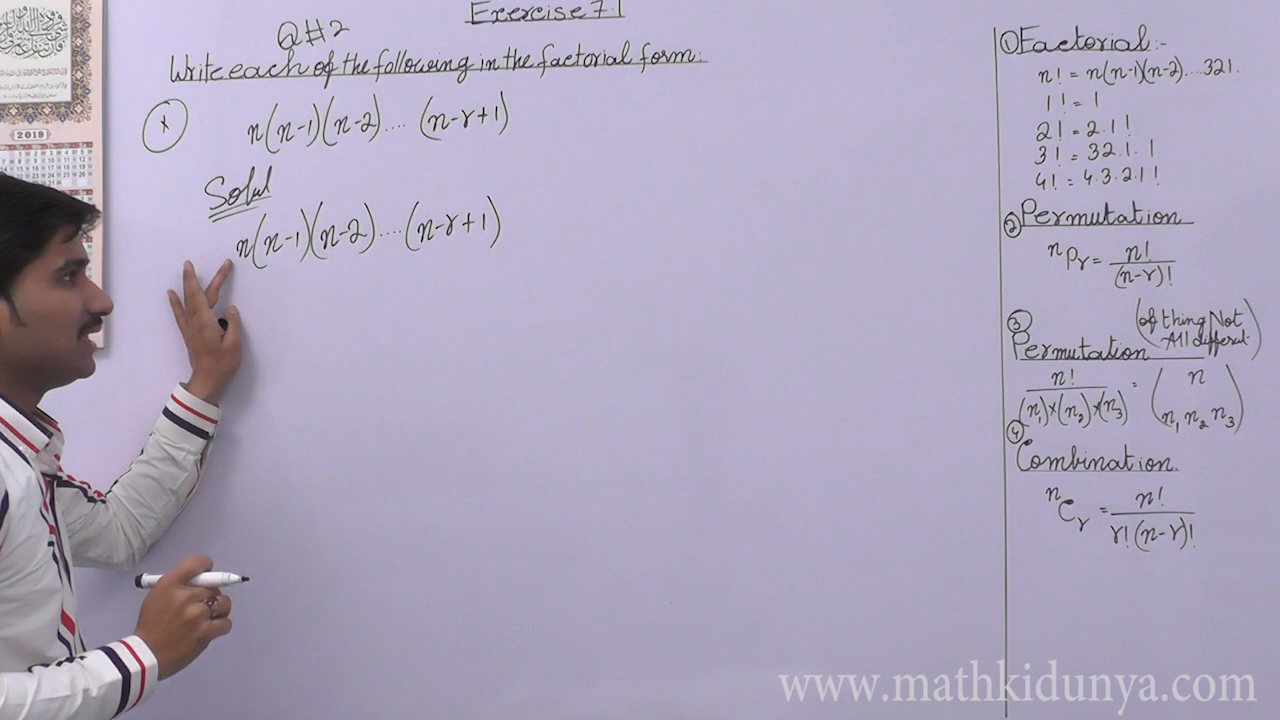 Exercise 7.1
Q#2
Write each of the following in the factorial form:
x
n(n-1)(n-2)....(n-r+1)
Solul
n(n-1)(n-2)....(n-r+1)
① Factorial:-
n! = n(n-1)(n-2)....321.
1! = 1
2! = 2.1!
3! = 32.1.1
4! = 4.3.2.1!
② Permutation
ⁿPr = n!/(n-r)!
③ Permutation (of thing Not All different)
n!/(n₁)×(n₂)×(n₃) = (n
n₁ n₂ n₃)
④ Combination.
ⁿCr = n!/r!(n-r)!
2019
www.mathkidunya.com